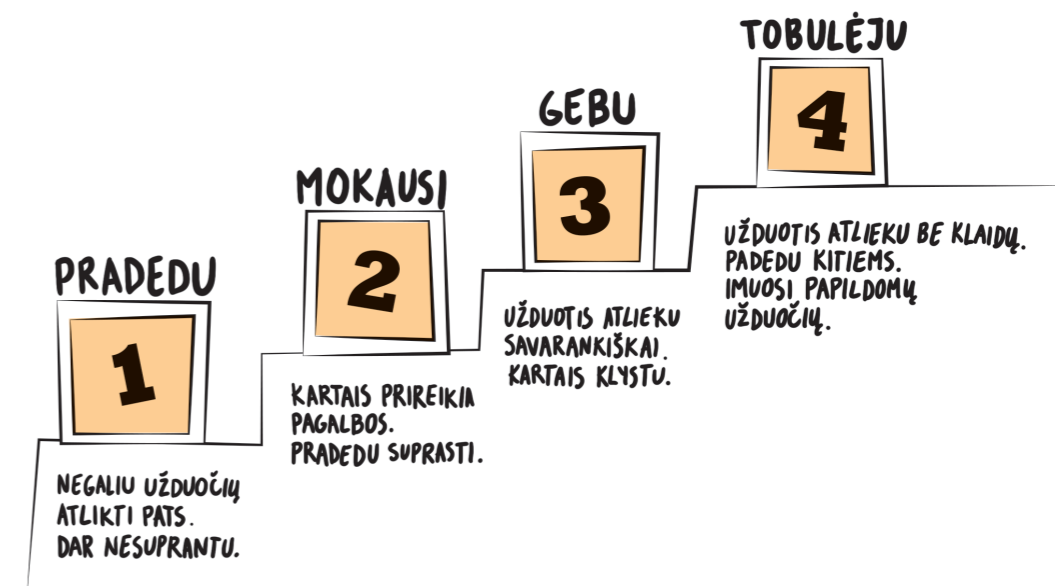 PRADEDU
1
NEGALIU UŽDUOČIŲ
ATLIKTI PATS.
DAR NESUPRANTU.
MOKAUSI
2
KARTAIS PRIREIKIA
PAGALBOS.
PRADEDU SUPRASTI.
GEBU
3
UŽDUOTIS ATLIEKU
SAVARANKIŠKAI.
KARTAIS KLYSTU.
TOBULĖJU
4
UŽDUOTIS ATLIEKU BE KLAIDŲ.
PADEDU KITIEMS.
IMUOSI PAPILDOMŲ
UŽDUOČIŲ.